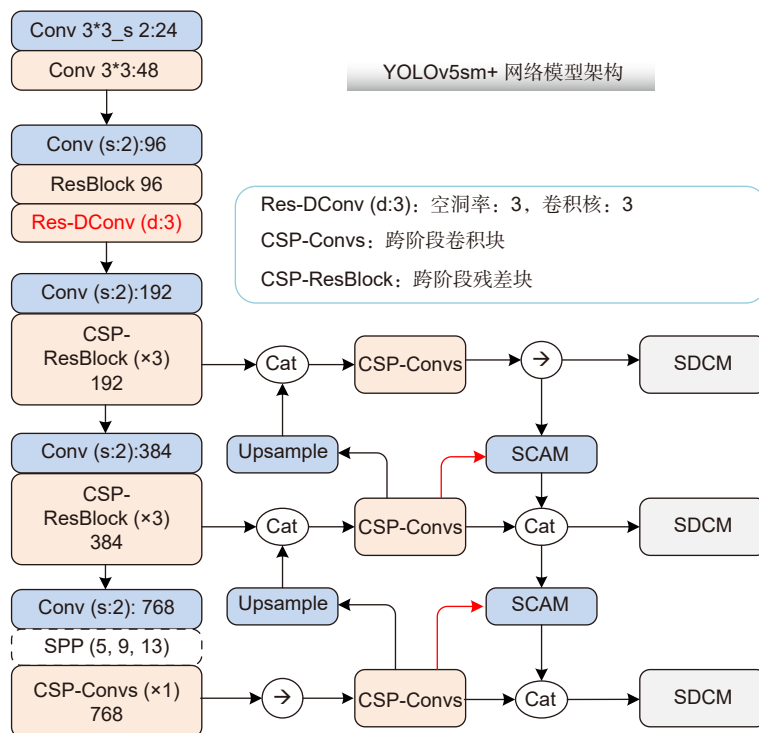 Conv 3*3_s 2:24
Conv 3*3:48
YOLOv5sm+ 网络模型架构
Conv (s:2):96
ResBlock 96
Res-DConv (d:3)
Res-DConv (d:3)：空洞率：3，卷积核：3
CSP-Convs：跨阶段卷积块
CSP-ResBlock：跨阶段残差块
Conv (s:2):192
CSP-
ResBlock (×3)
192
Cat
CSP-Convs
→
SDCM
Conv (s:2):384
Upsample
SCAM
CSP-
ResBlock (×3)
384
Cat
CSP-Convs
Cat
SDCM
Conv (s:2): 768
Upsample
SCAM
SPP (5, 9, 13)
CSP-Convs (×1)
768
→
CSP-Convs
Cat
SDCM